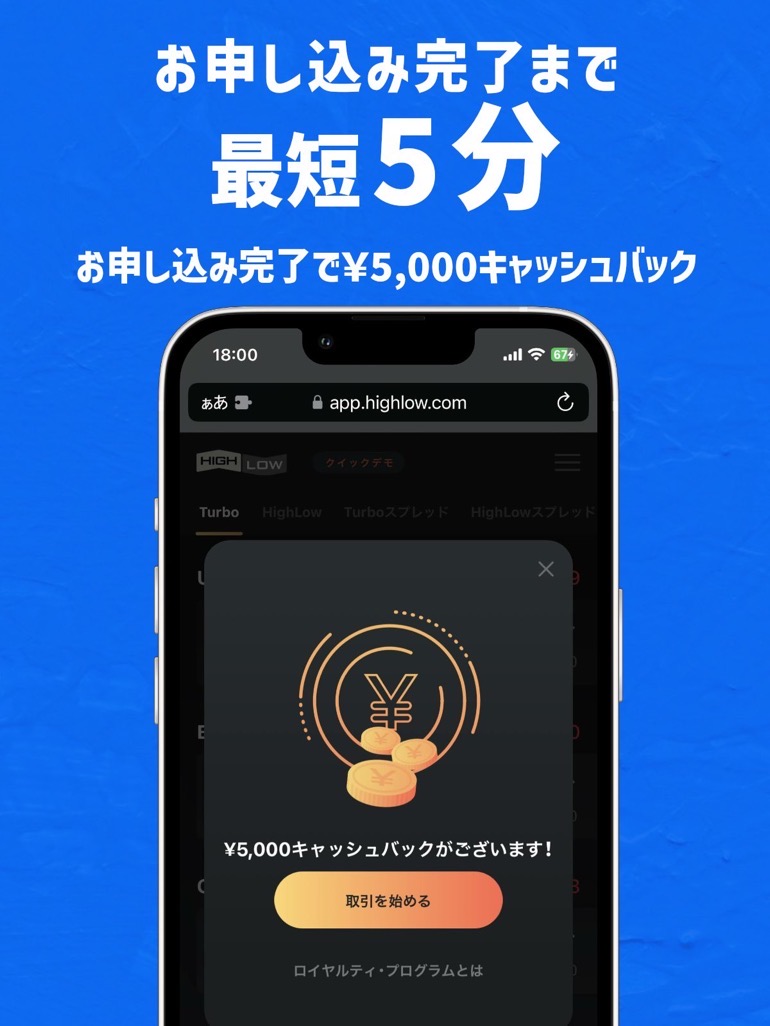 お申し込み完了まで
最短5分
お申し込み完了で¥5,000キャッシュバック
18:00
67
ぁあ
app.highlow.com
HIGH LOW
クイックデモ
Turbo HighLow Turboスプレッド HighLowスプレッド
¥5,000キャッシュバックがございます!
取引を始める
ロイヤルティ・プログラムとは